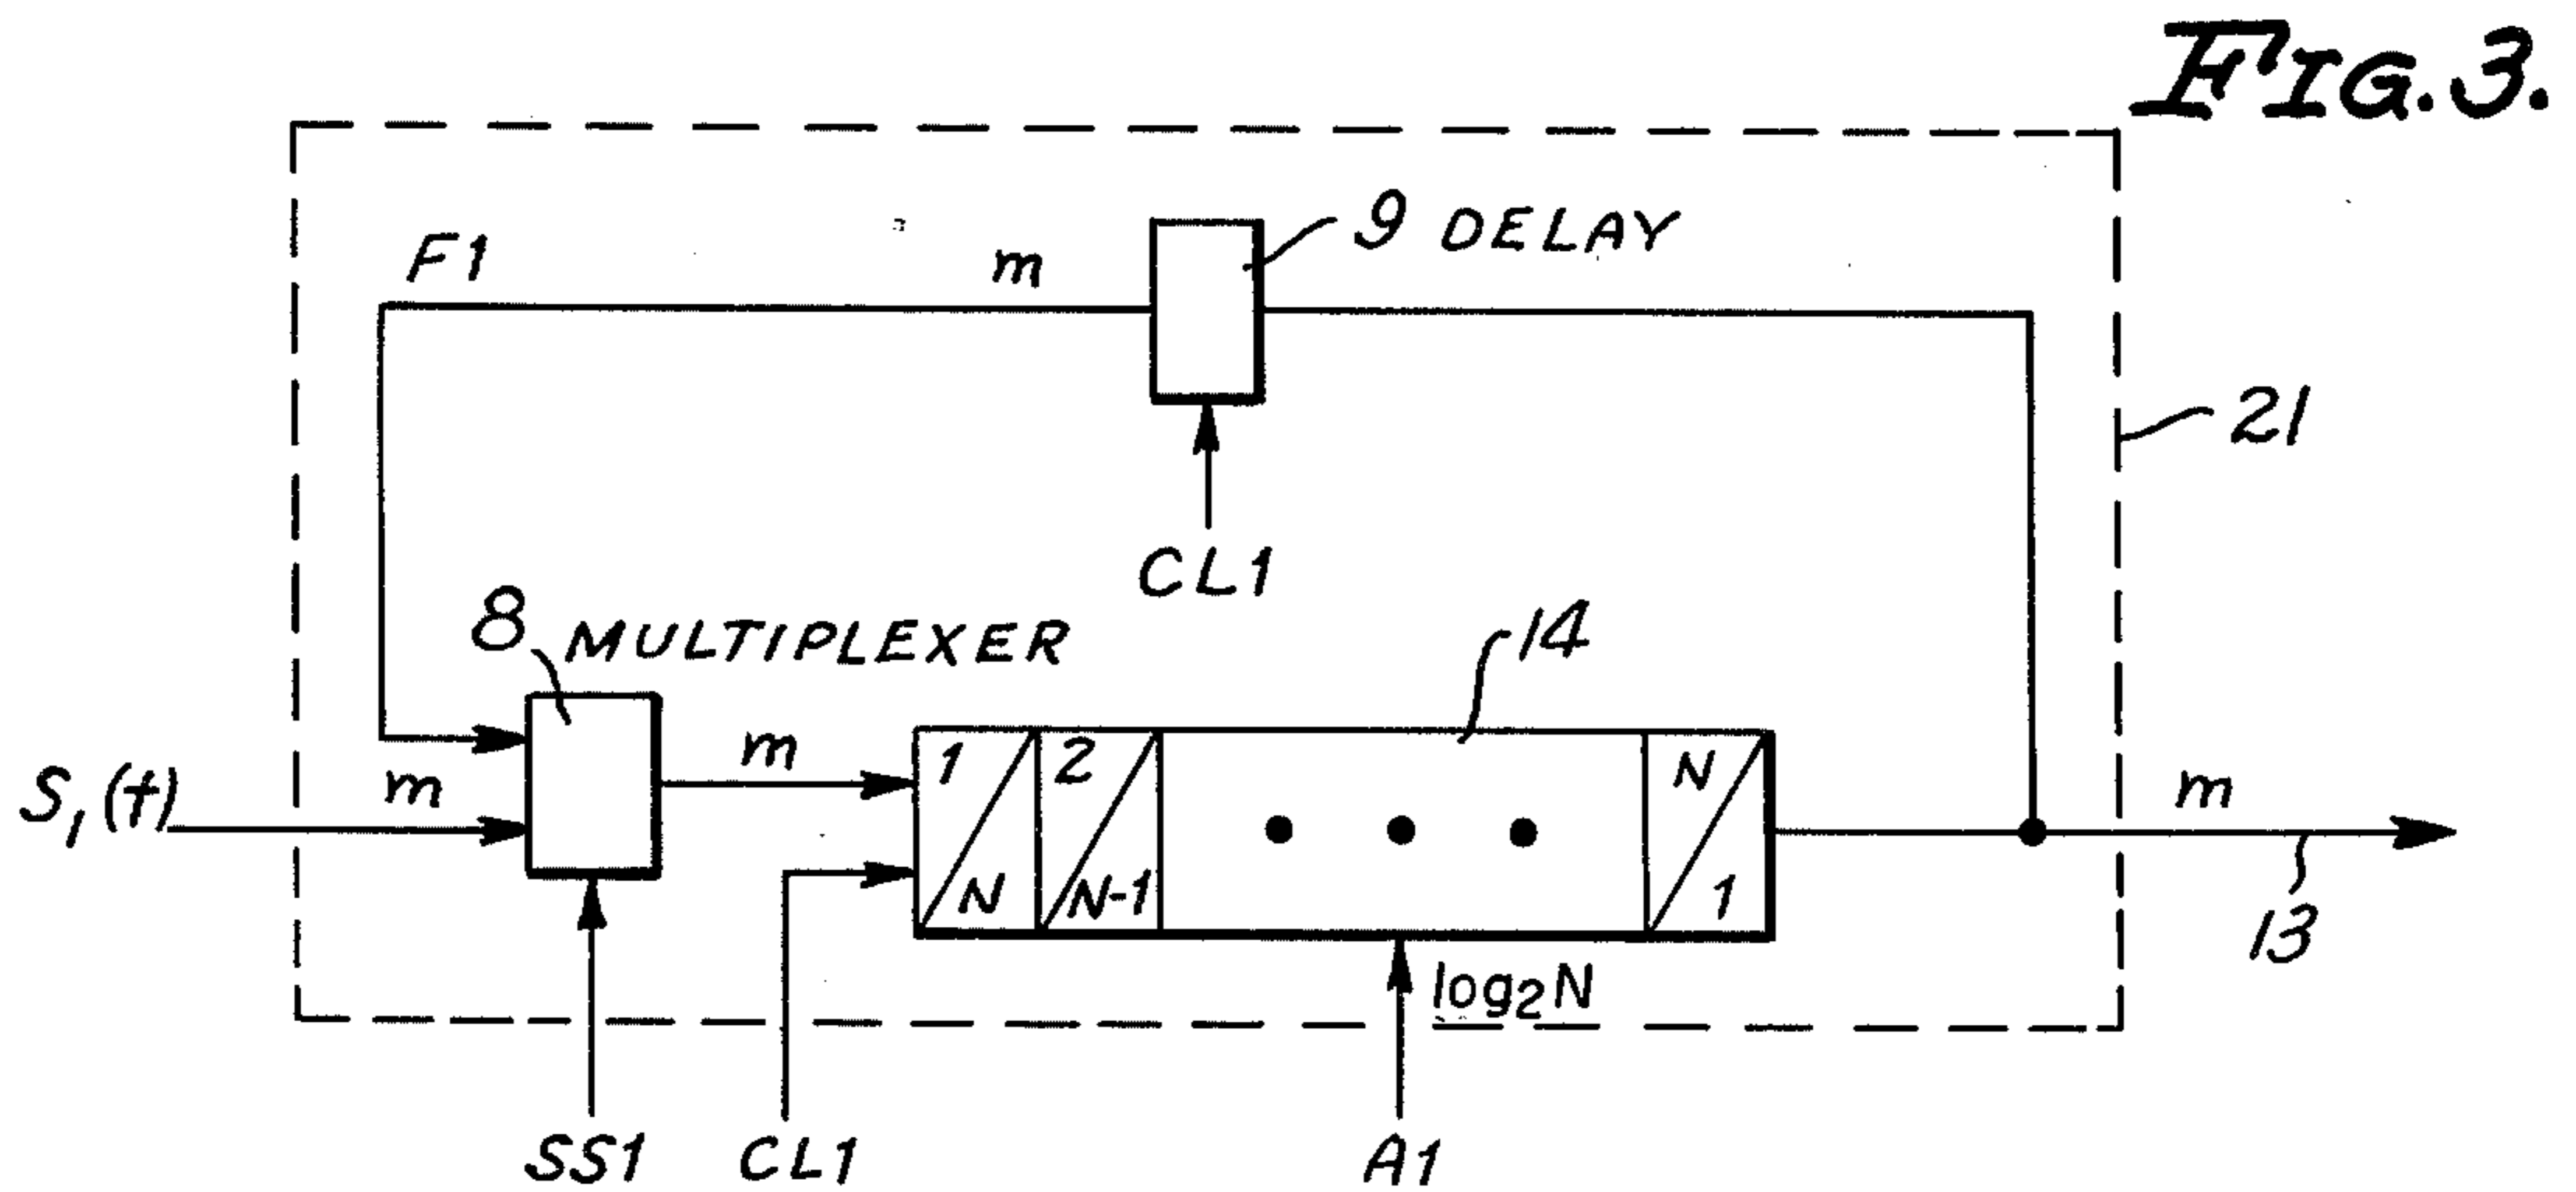 FIG. 3.
F1
m
9 DELAY
21
CL1
8 MULTIPLEXER
14
S1(t)
m
m
1
N
2
N-1
N
1
m
13
log2N
SS1
CL1
A1